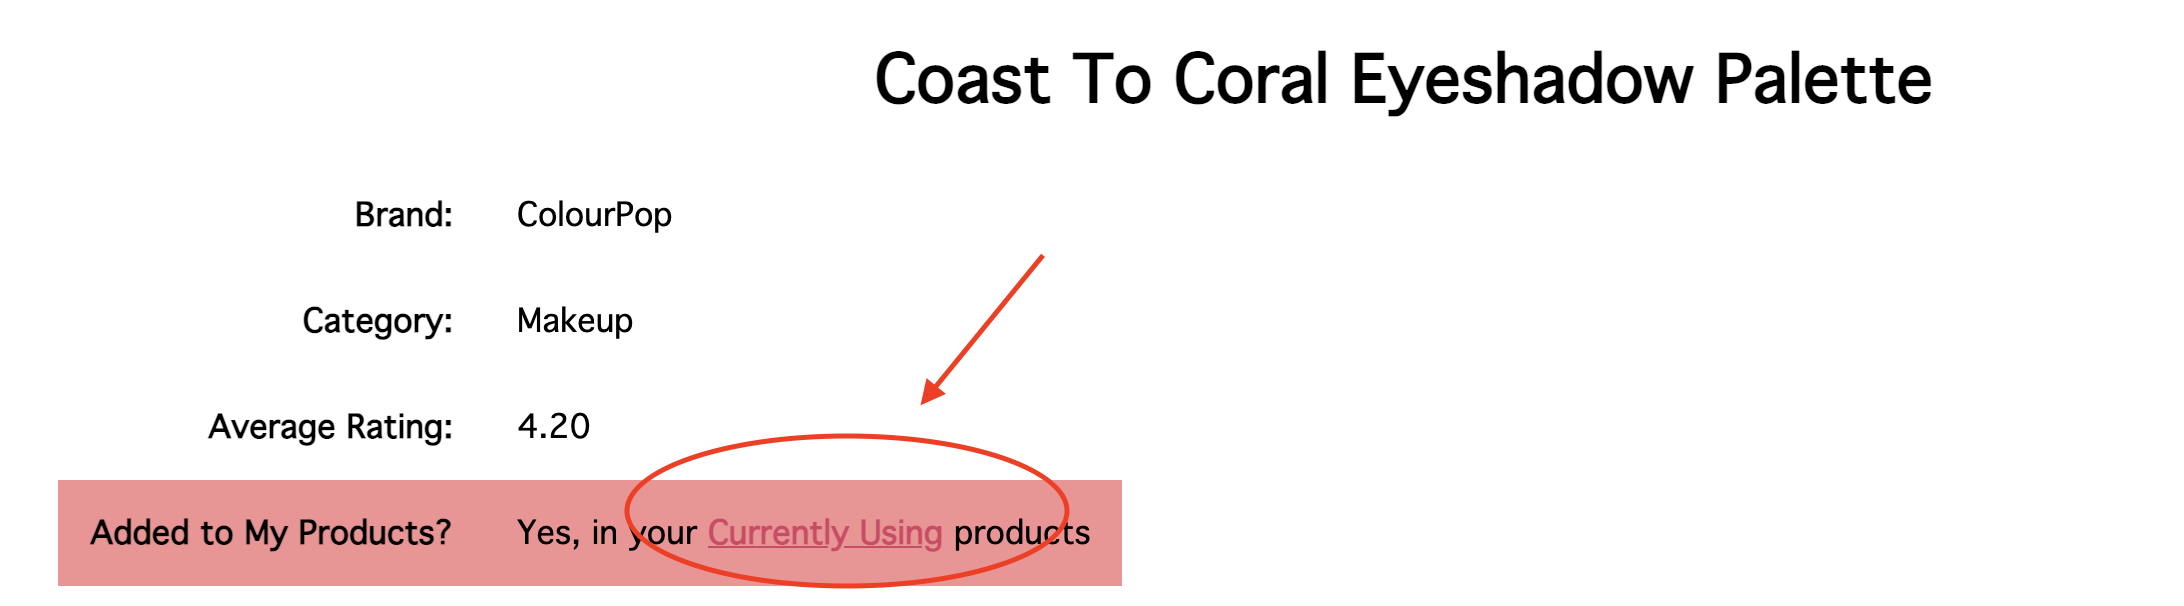 Coast To Coral Eyeshadow Palette
Brand: ColourPop
Category: Makeup
Average Rating: 4.20
Added to My Products? Yes, in your Currently Using products